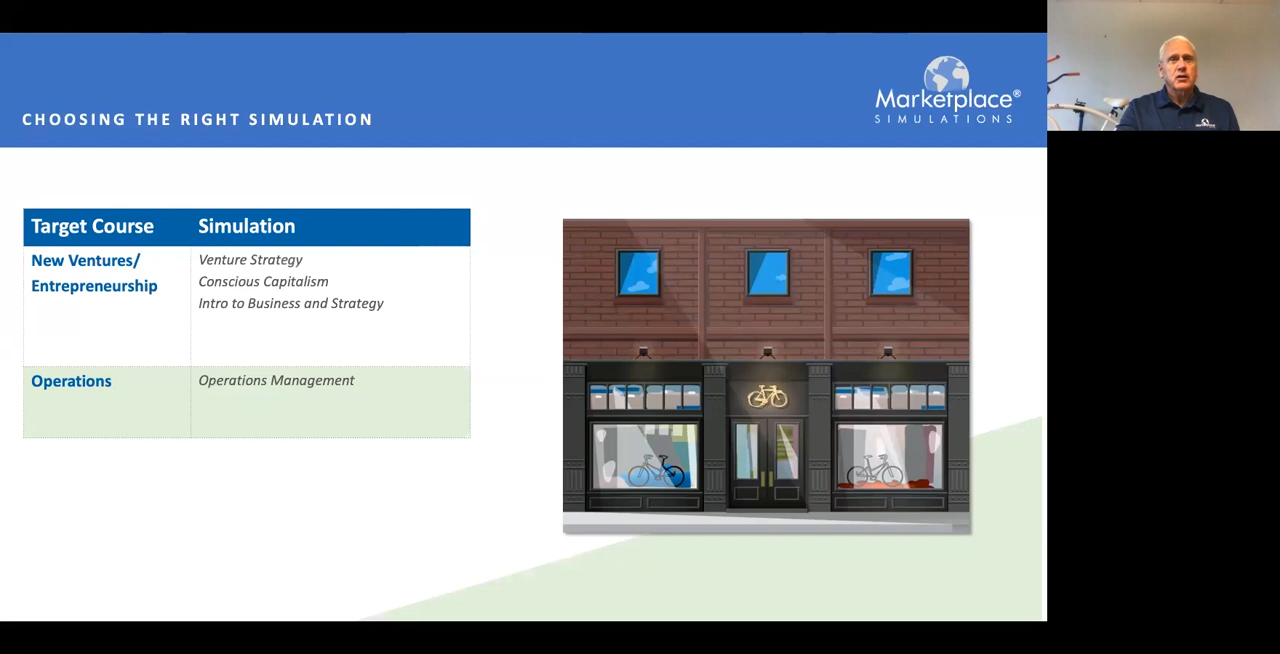 CHOOSING THE RIGHT SIMULATION
Marketplace®
SIMULATIONS
Target Course Simulation
New Ventures/ Venture Strategy
Entrepreneurship Conscious Capitalism
Intro to Business and Strategy
Operations Operations Management